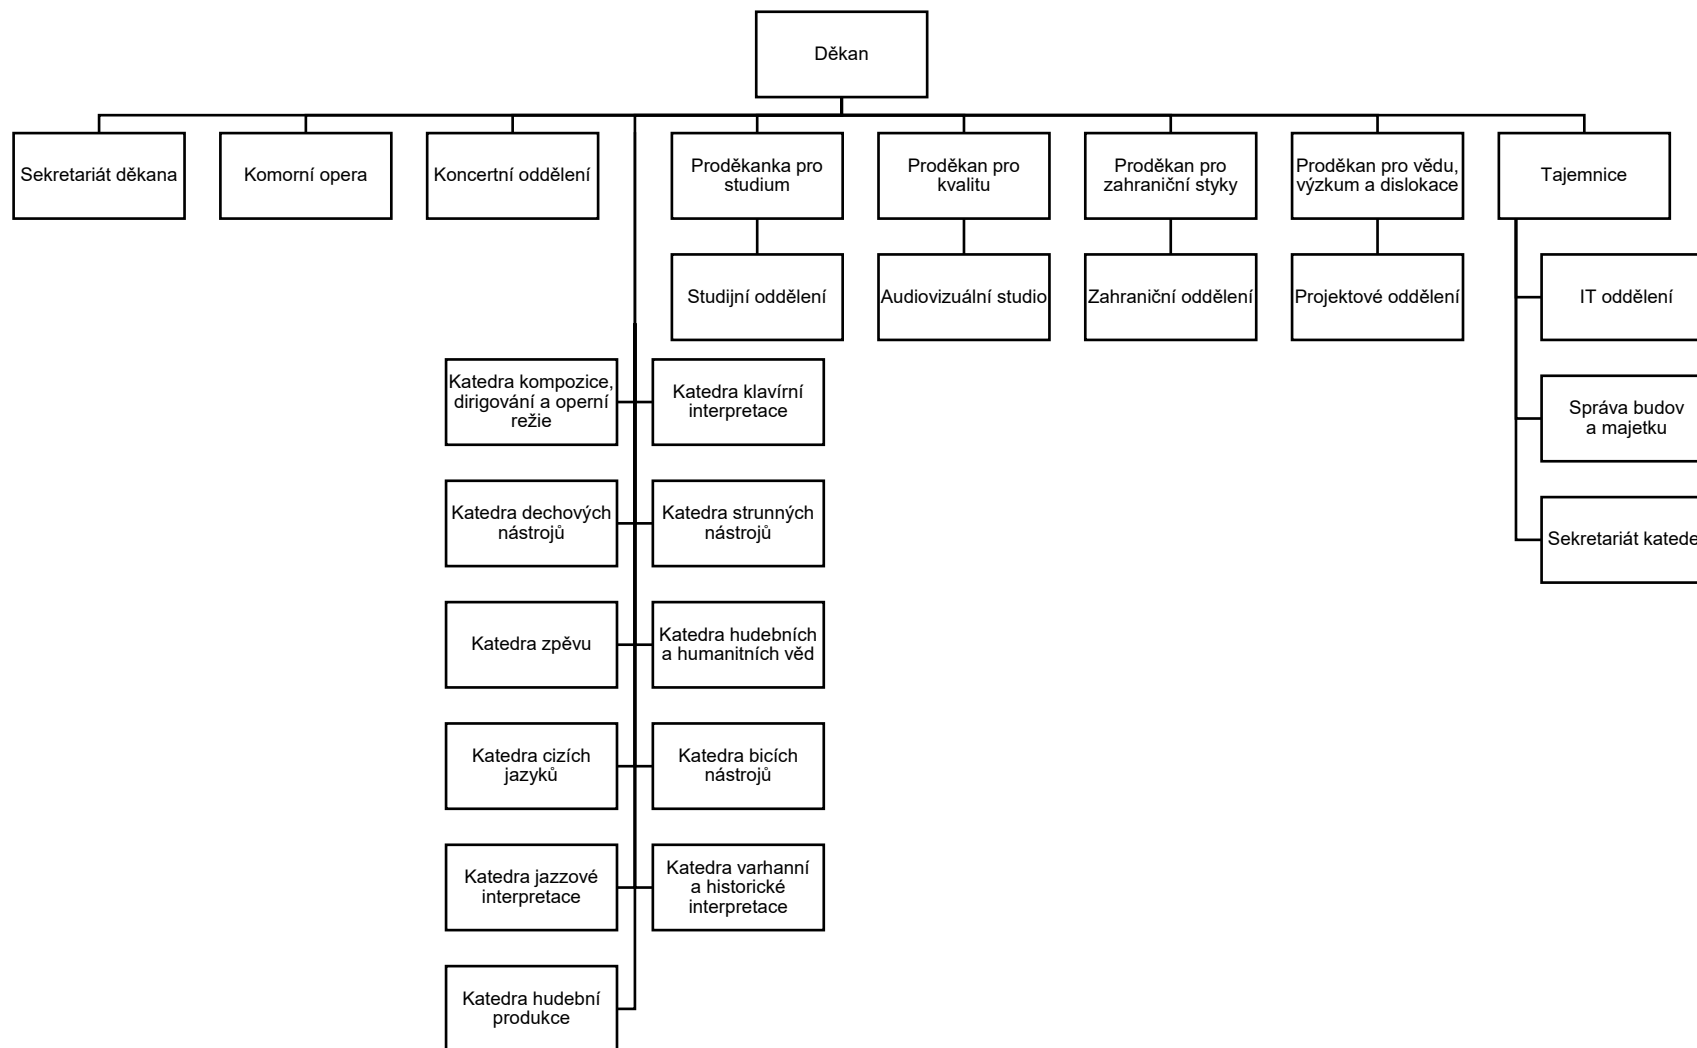 Děkan
Sekretariát děkana
Komorní opera
Koncertní oddělení
Proděkanka pro
studium
Proděkan pro
kvalitu
Proděkan pro
zahraniční styky
Proděkan pro vědu,
výzkum a dislokace
Tajemnice
Studijní oddělení
Audiovizuální studio
Zahraniční oddělení
Projektové oddělení
IT oddělení
Správa budov
a majetku
Sekretariát katede
Katedra kompozice,
dirigování a operní
režie
Katedra klavírní
interpretace
Katedra dechových
nástrojů
Katedra strunných
nástrojů
Katedra zpěvu
Katedra hudebních
a humanitních věd
Katedra cizích
jazyků
Katedra bicích
nástrojů
Katedra jazzové
interpretace
Katedra varhanní
a historické
interpretace
Katedra hudební
produkce